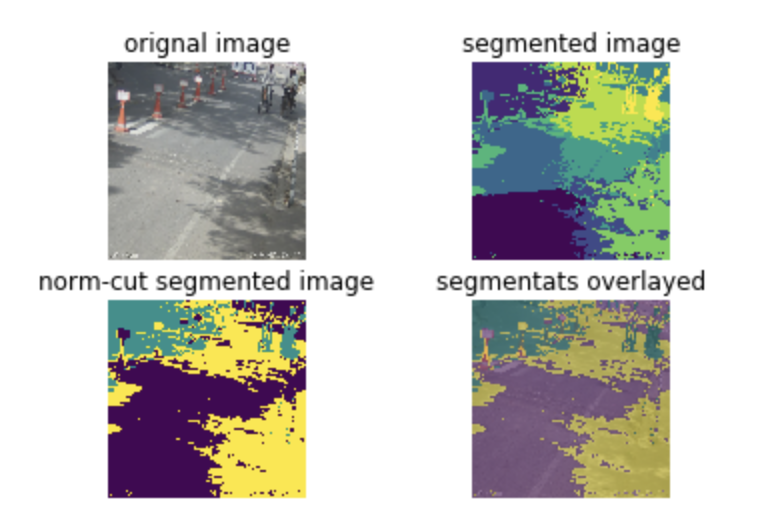 orignal image
segmented image
norm-cut segmented image
segmentats overlayed